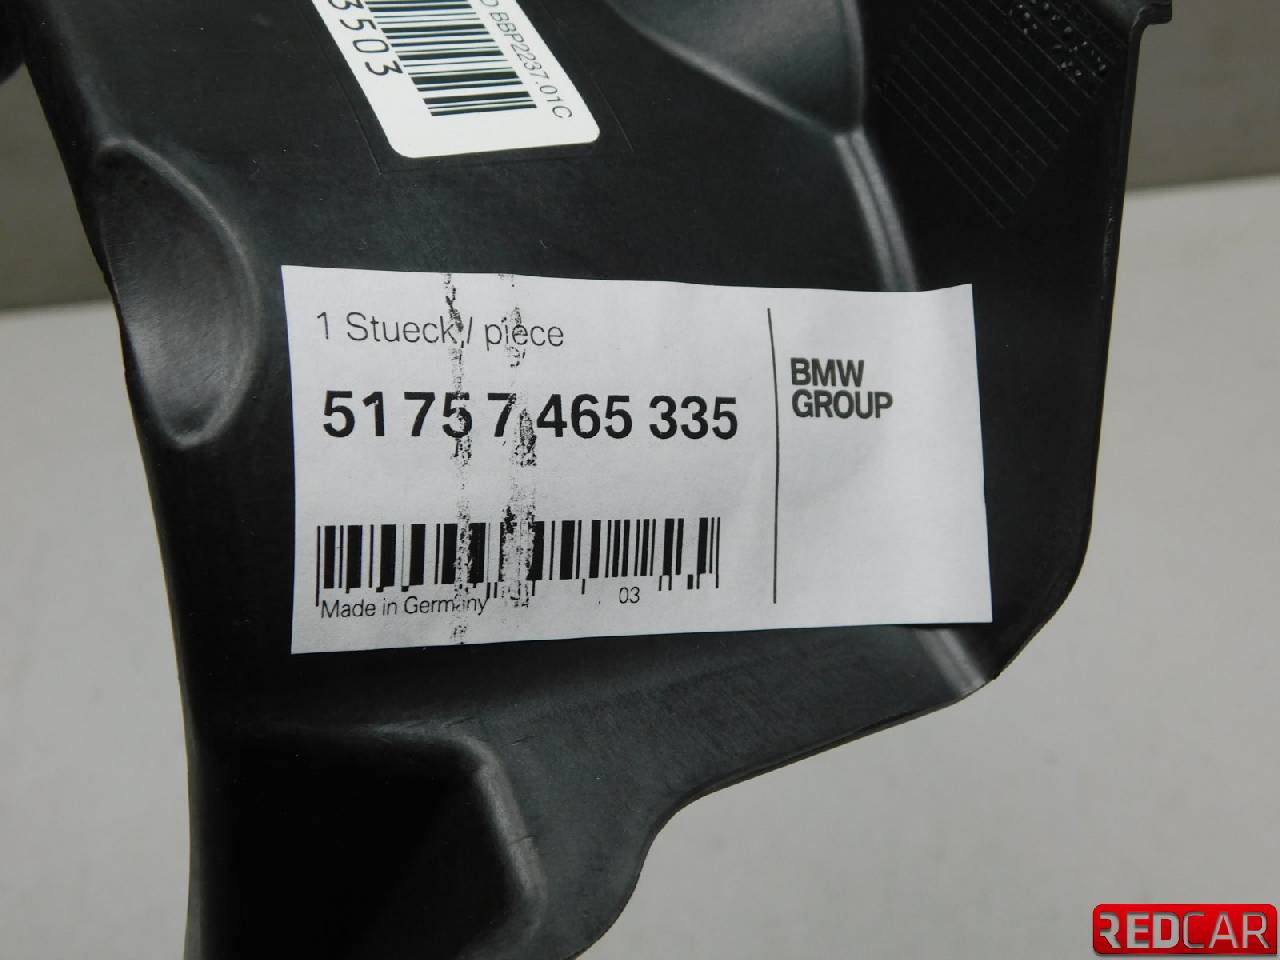 3503
BBP2237.01C
1 Stueck / piece
51 75 7 465 335
BMW
GROUP
Made in Germany
03
REDCAR